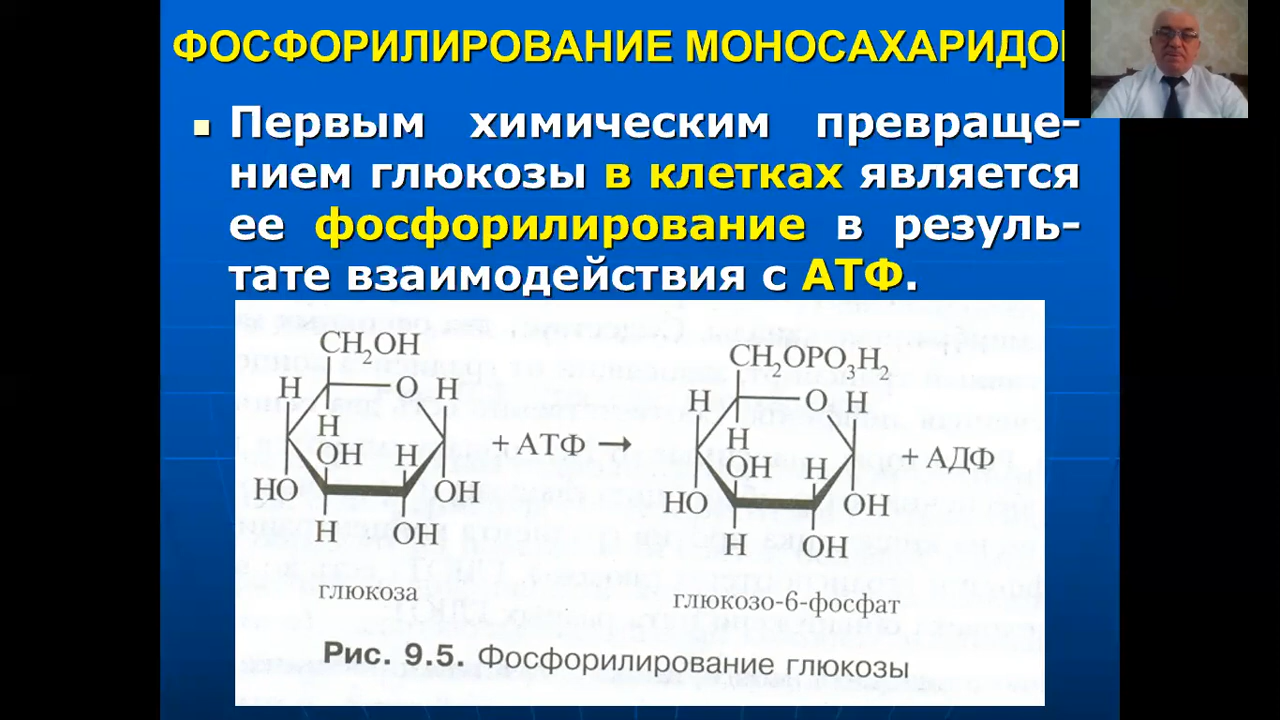 ФОСФОРИЛИРОВАНИЕ МОНОСАХАРИДО
Первым химическим превраще-
нием глюкозы в клетках является
ее фосфорилирование в резуль-
тате взаимодействия с АТФ.
CH2OH
H
O
H
H
OH
H
HO
OH
H
OH
+ АТФ →
CH2OPO3H2
H
O
H
H
OH
H
HO
OH
H
OH
+ АДФ
глюкоза
глюкозо-6-фосфат
Рис. 9.5. Фосфорилирование глюкозы